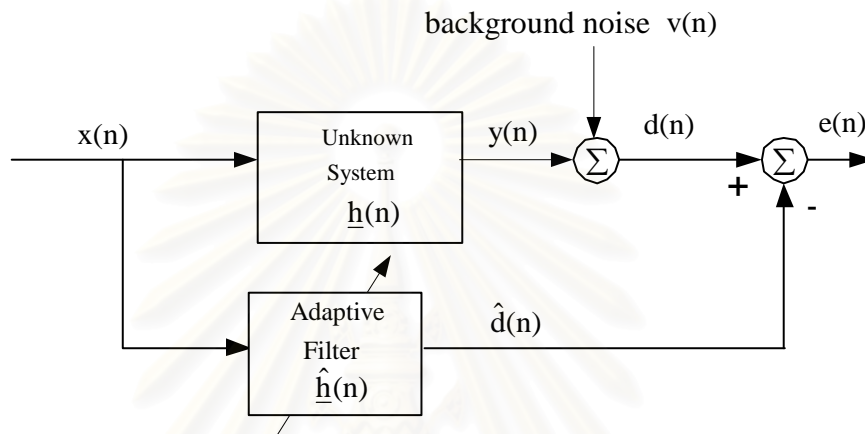 background noise v(n)
x(n)
Unknown
System
h(n)
y(n)
Σ
d(n)
+
Σ
-
e(n)
Adaptive
Filter
ĥ(n)
d̂(n)